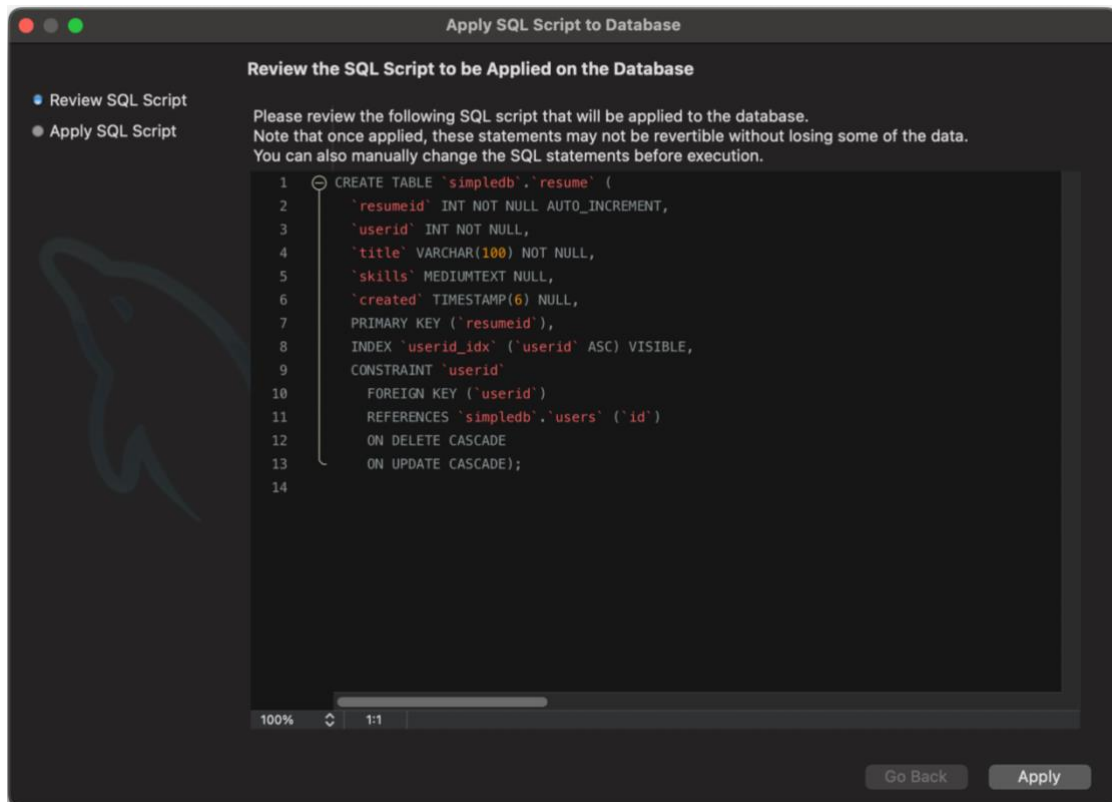 Apply SQL Script to Database
Review the SQL Script to be Applied on the Database
Review SQL Script
Apply SQL Script
Please review the following SQL script that will be applied to the database.
Note that once applied, these statements may not be revertible without losing some of the data.
You can also manually change the SQL statements before execution.
1 CREATE TABLE `simpledb`.`resume` (
2 `resumeid` INT NOT NULL AUTO_INCREMENT,
3 `userid` INT NOT NULL,
4 `title` VARCHAR(100) NOT NULL,
5 `skills` MEDIUMTEXT NULL,
6 `created` TIMESTAMP(6) NULL,
7 PRIMARY KEY (`resumeid`),
8 INDEX `userid_idx` (`userid` ASC) VISIBLE,
9 CONSTRAINT `userid`
10 FOREIGN KEY (`userid`)
11 REFERENCES `simpledb`.`users` (`id`)
12 ON DELETE CASCADE
13 ON UPDATE CASCADE);
14
100% 1:1
Go Back Apply